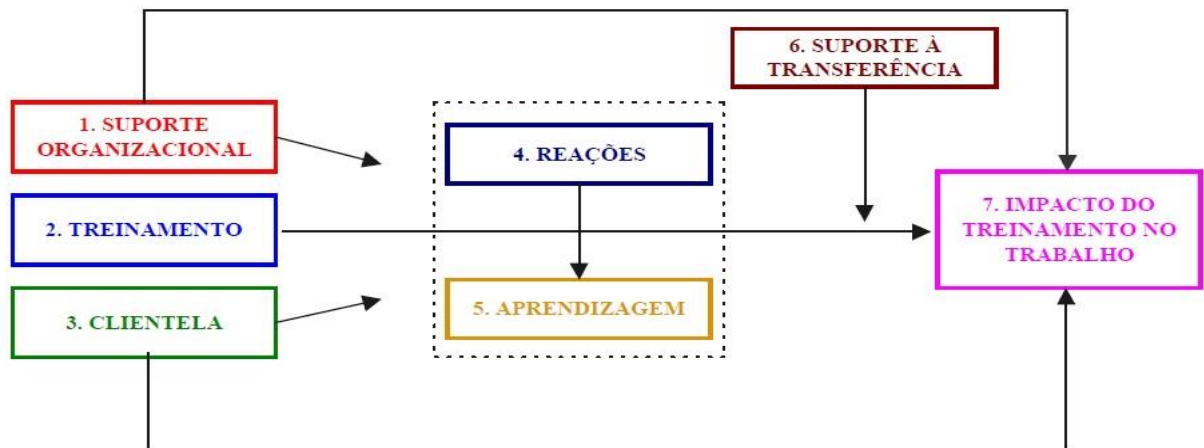 1. SUPORTE
ORGANIZACIONAL
2. TREINAMENTO
3. CLIENTELA
4. REAÇÕES
5. APRENDIZAGEM
6. SUPORTE À
TRANSFERÊNCIA
7. IMPACTO DO
TREINAMENTO NO
TRABALHO